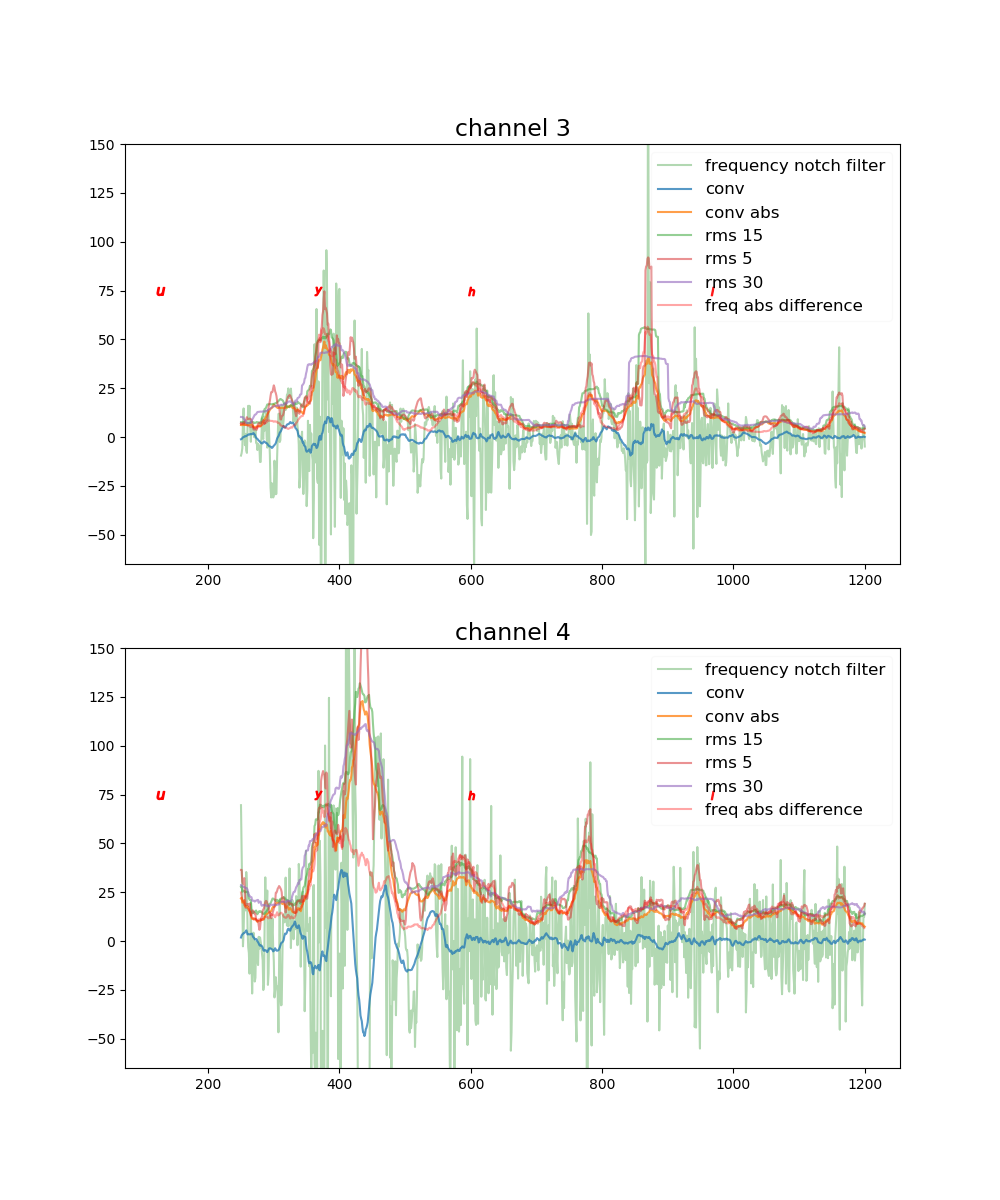 channel 3
150
125
100
75
50
25
0
−25
−50
200 400 600 800 1000 1200
frequency notch filter
conv
conv abs
rms 15
rms 5
rms 30
freq abs difference
u y h l
channel 4
150
125
100
75
50
25
0
−25
−50
200 400 600 800 1000 1200
frequency notch filter
conv
conv abs
rms 15
rms 5
rms 30
freq abs difference
u y h l